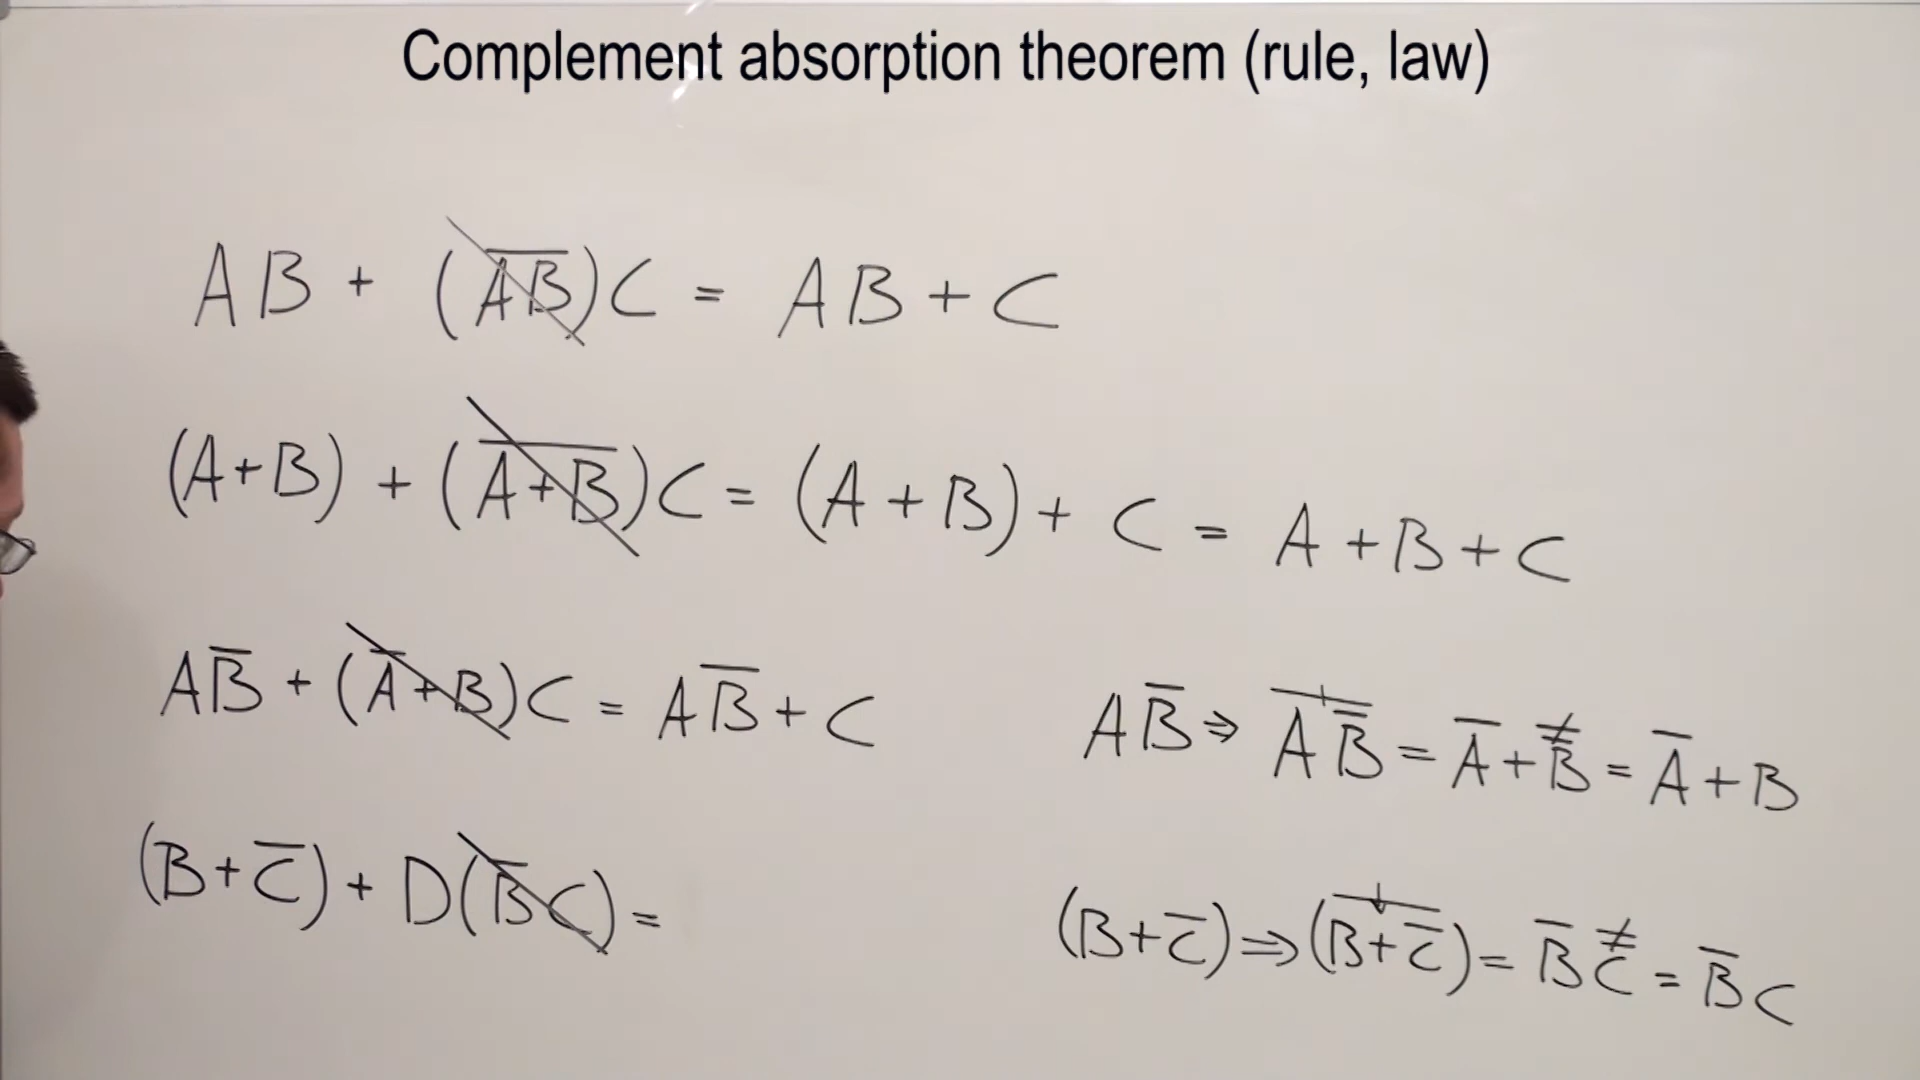 Complement absorption theorem (rule, law)
AB + (A̅B̅)C = AB + C
(A+B) + (A̅+̅B̅)C = (A + B) + C = A + B + C
AB̅ + (A̅+B)C = AB̅ + C
AB̅ ⇒ A̅B̿ = A̅ + B̿ = A̅ + B
(B+C̅) + D(B̅C) =
(B+C̅) ⇒ (B̅+̅C̿) = B̅C̿ = B̅C